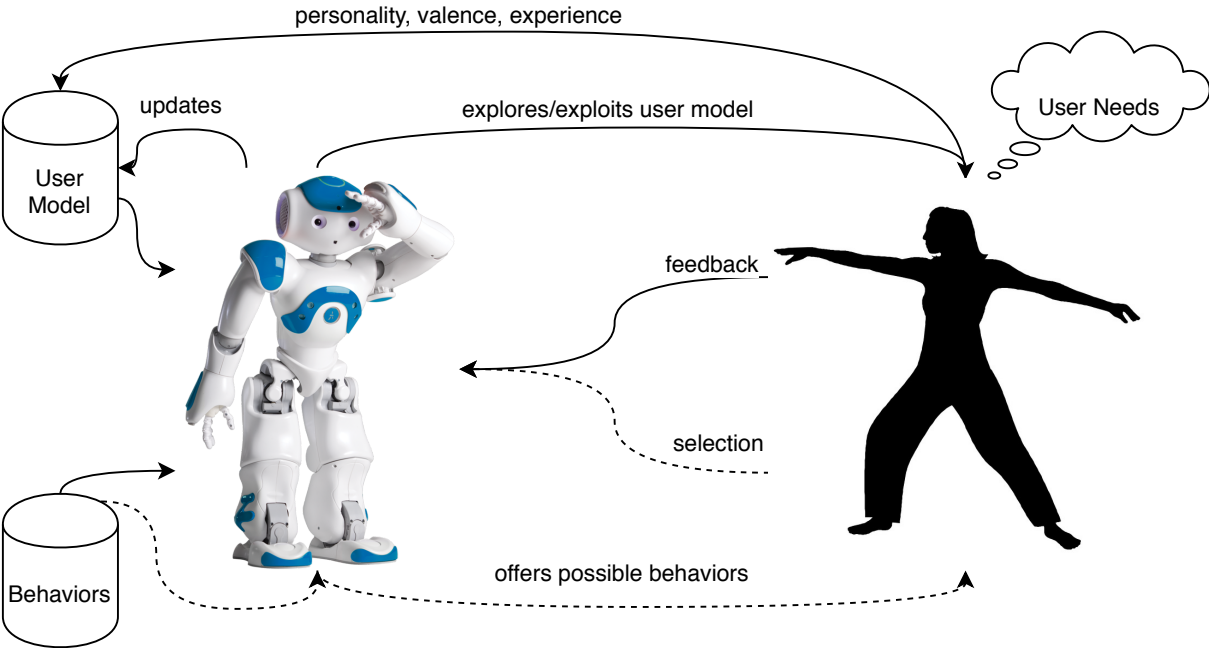 personality, valence, experience
updates
explores/exploits user model
User Needs
User
Model
feedback
selection
offers possible behaviors
Behaviors